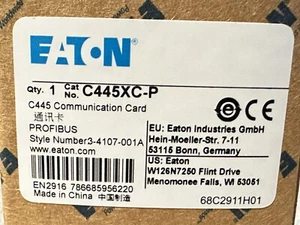 EATON
Qty. 1 Cat No. C445XC-P
C445 Communication Card
通讯卡
PROFIBUS
Style Number3-4107-001A
www.eaton.com
EU: Eaton Industries GmbH
Hein-Moeller-Str. 7-11
53115 Bonn, Germany
US: Eaton
W126N7250 Flint Drive
Menomonee Falls, WI 53051
EN2916 786685956220
Made in China 中国制造
68C2911H01